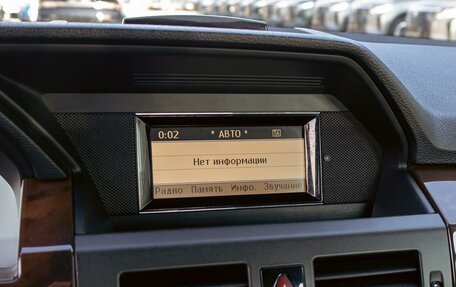 0:02 * АВТО *
Нет информации
Радио Память Инфо. Звучание